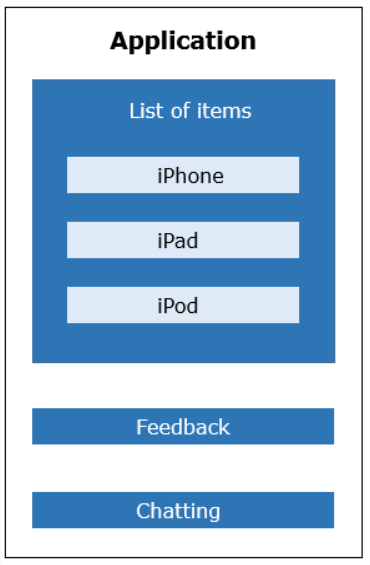 Application
List of items
iPhone
iPad
iPod
Feedback
Chatting